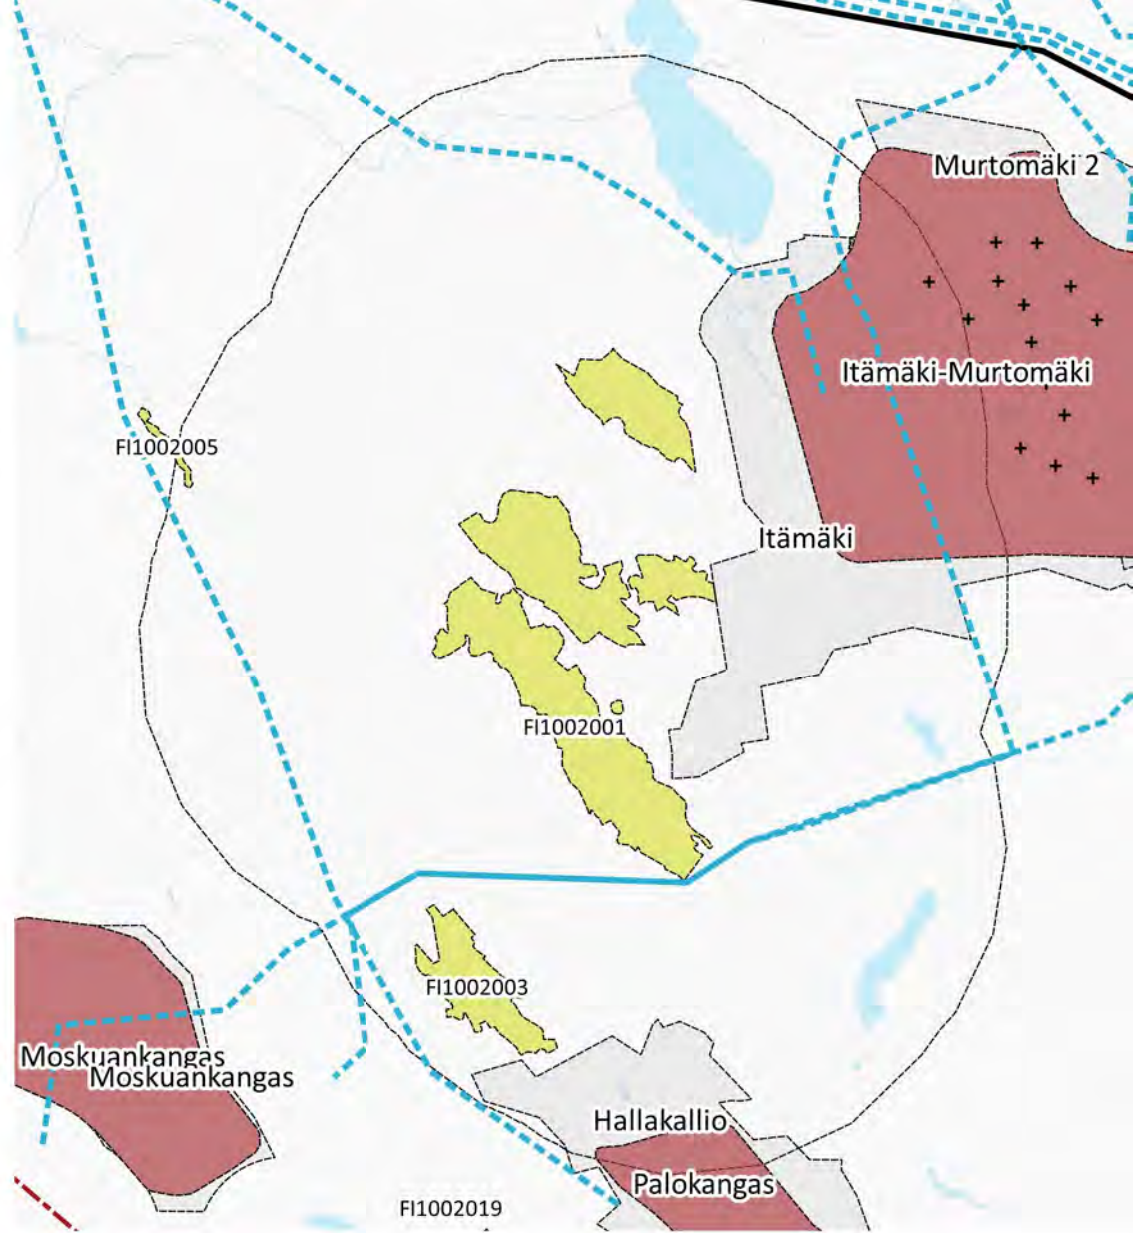 Murtomäki 2
Itämäki-Murtomäki
FI1002005
Itämäki
FI1002001
FI1002003
Moskuankangas
Moskuankangas
Hallakallio
Palokangas
FI1002019